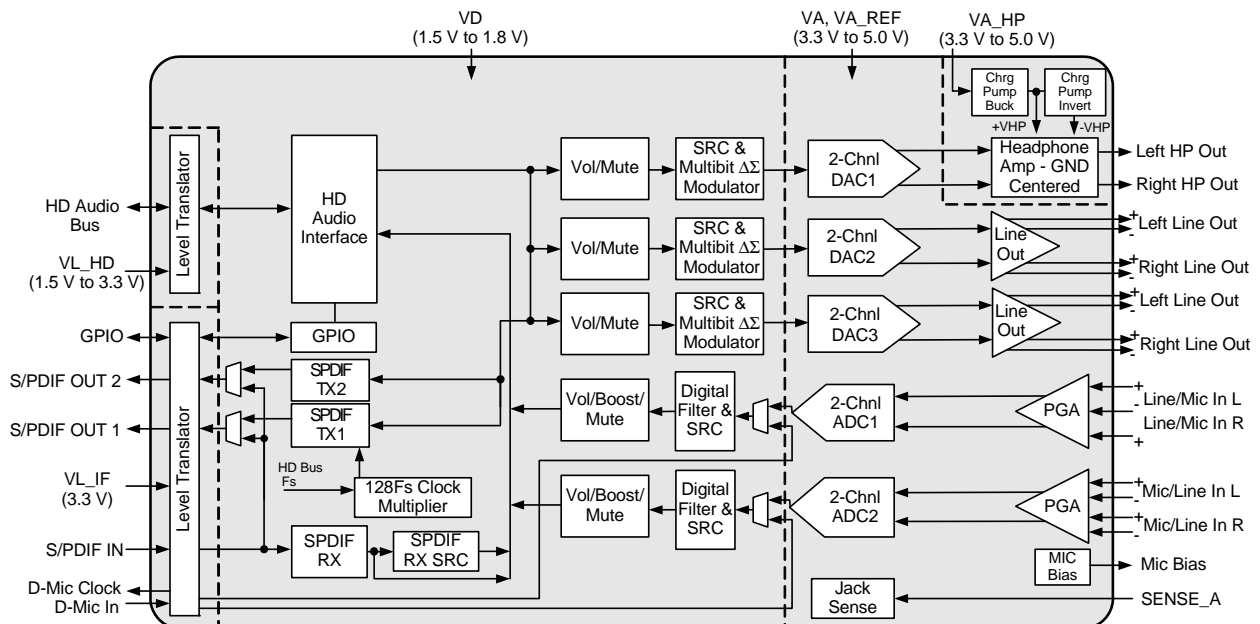 VD
(1.5 V to 1.8 V)
VA, VA_REF
(3.3 V to 5.0 V)
VA_HP
(3.3 V to 5.0 V)
Chrg
Pump
Buck
Chrg
Pump
Invert
+VHP
-VHP
Level Translator
HD Audio
Bus
VL_HD
(1.5 V to 3.3 V)
HD
Audio
Interface
Vol/Mute
SRC &
Multibit ΔΣ
Modulator
2-Chnl
DAC1
Headphone
Amp - GND
Centered
Left HP Out
Right HP Out
Vol/Mute
SRC &
Multibit ΔΣ
Modulator
2-Chnl
DAC2
Line
Out
+
Left Line Out
-
+
Right Line Out
-
Vol/Mute
SRC &
Multibit ΔΣ
Modulator
2-Chnl
DAC3
Line
Out
+
Left Line Out
-
+
Right Line Out
-
GPIO
GPIO
Level Translator
S/PDIF OUT 2
SPDIF
TX2
S/PDIF OUT 1
SPDIF
TX1
Vol/Boost/
Mute
Digital
Filter &
SRC
2-Chnl
ADC1
PGA
+
Line/Mic In L
-
Line/Mic In R
+
VL_IF
(3.3 V)
HD Bus
Fs
128Fs Clock
Multiplier
Vol/Boost/
Mute
Digital
Filter &
SRC
2-Chnl
ADC2
PGA
+
Mic/Line In L
-
+
Mic/Line In R
-
S/PDIF IN
SPDIF
RX
SPDIF
RX SRC
MIC
Bias
Mic Bias
D-Mic Clock
D-Mic In
Jack
Sense
SENSE_A